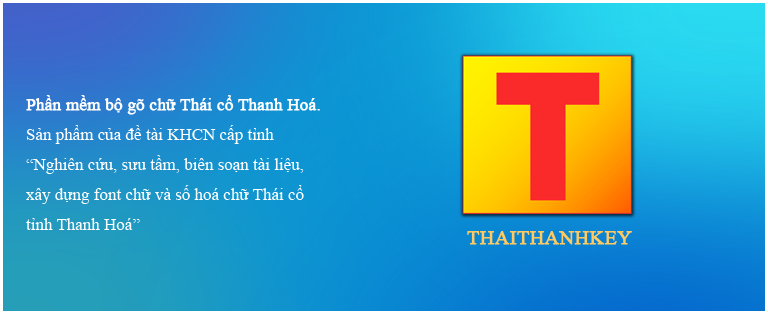 Phần mềm bộ gõ chữ Thái cổ Thanh Hoá.
Sản phẩm của đề tài KHCN cấp tỉnh
“Nghiên cứu, sưu tầm, biên soạn tài liệu,
xây dựng font chữ và số hoá chữ Thái cổ
tỉnh Thanh Hoá”
T
THAITHANHKEY